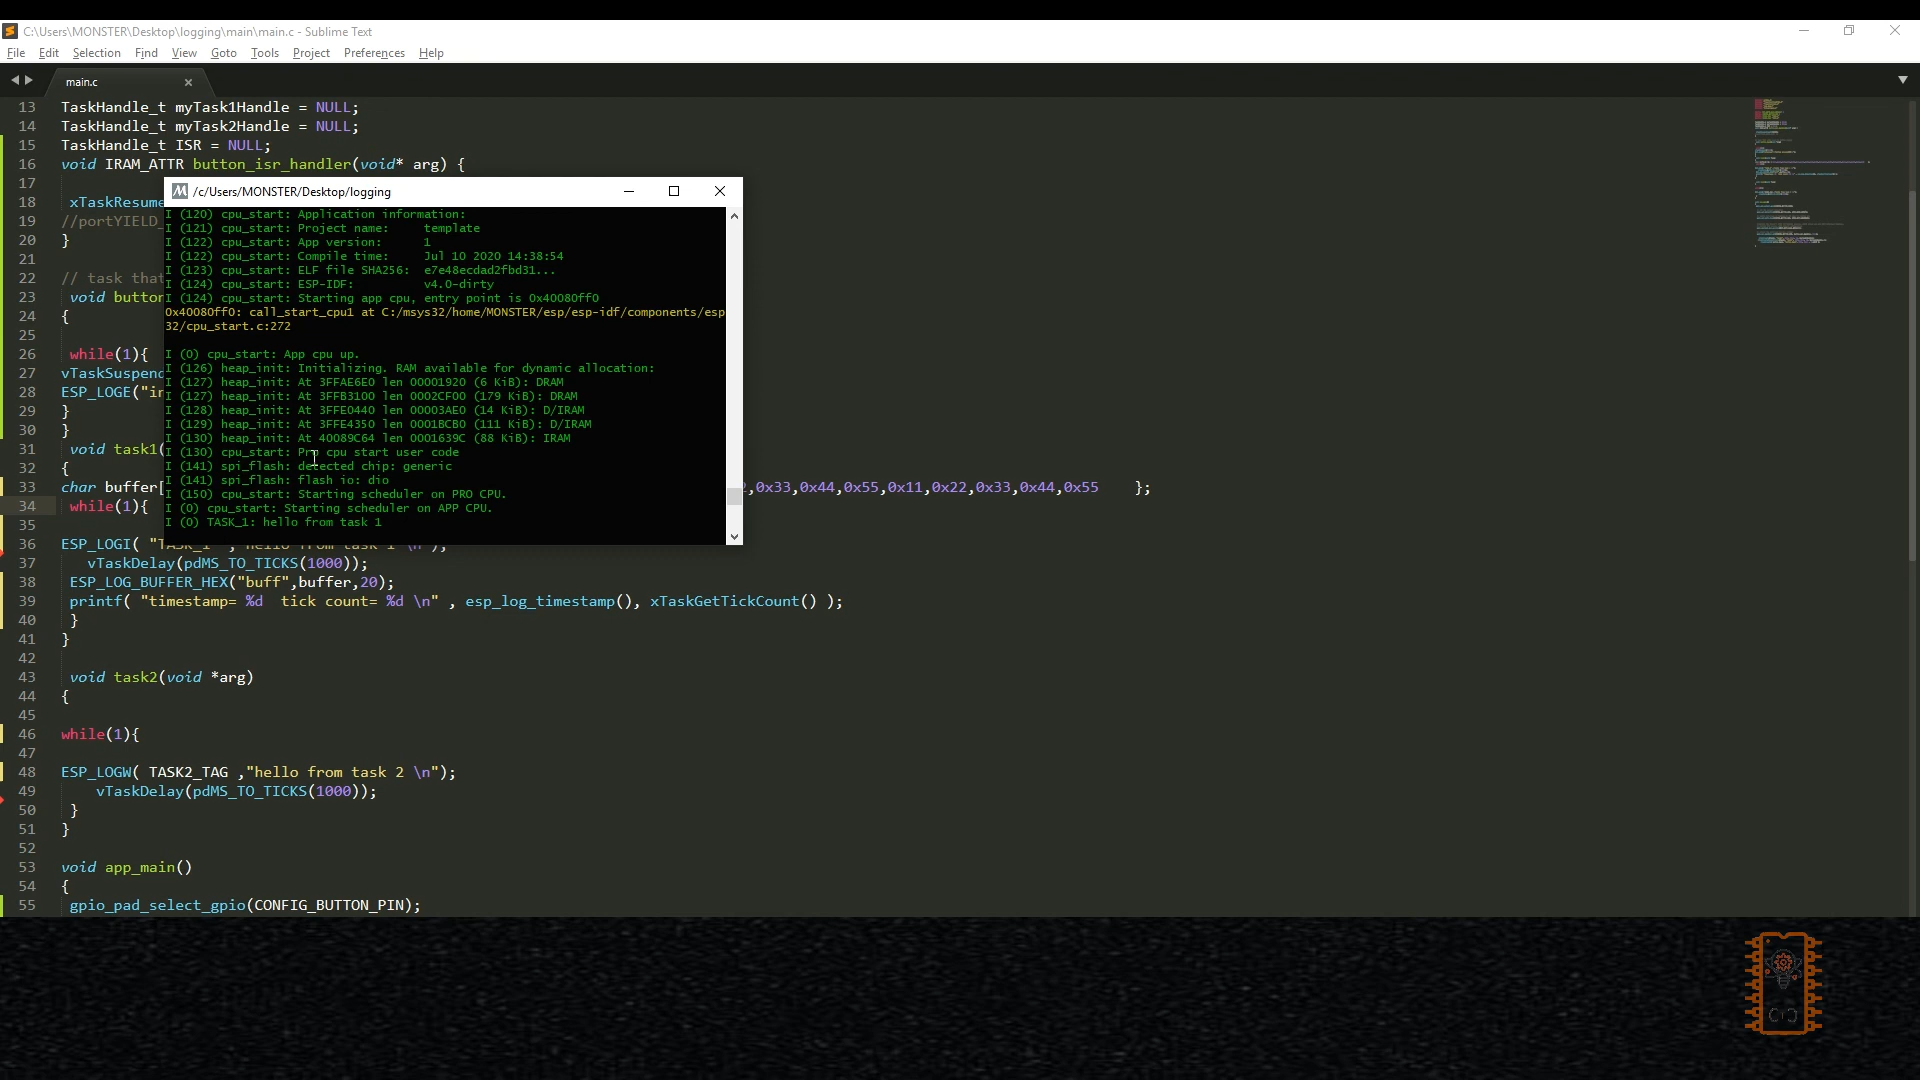 C:\Users\MONSTER\Desktop\logging\main\main.c - Sublime Text
File Edit Selection Find View Goto Tools Project Preferences Help
main.c
13 TaskHandle_t myTask1Handle = NULL;
14 TaskHandle_t myTask2Handle = NULL;
15 TaskHandle_t ISR = NULL;
16 void IRAM_ATTR button_isr_handler(void* arg) {
17
18 xTaskResume
19 //portYIELD_
20 }
21
22 // task that
23 void button
24 {
25
26 while(1){
27 vTaskSuspend
28 ESP_LOGE("in
29 }
30 }
31 void task1(
32 {
33 char buffer[ ,0x33,0x44,0x55,0x11,0x22,0x33,0x44,0x55 };
34 while(1){
35
36 ESP_LOGI( "TASK_1" ,"hello from task 1 \n");
37 vTaskDelay(pdMS_TO_TICKS(1000));
38 ESP_LOG_BUFFER_HEX("buff",buffer,20);
39 printf( "timestamp= %d tick count= %d \n" , esp_log_timestamp(), xTaskGetTickCount() );
40 }
41 }
42
43 void task2(void *arg)
44 {
45
46 while(1){
47
48 ESP_LOGW( TASK2_TAG ,"hello from task 2 \n");
49 vTaskDelay(pdMS_TO_TICKS(1000));
50 }
51 }
52
53 void app_main()
54 {
55 gpio_pad_select_gpio(CONFIG_BUTTON_PIN);
/c/Users/MONSTER/Desktop/logging
I (120) cpu_start: Application information:
I (121) cpu_start: Project name: template
I (122) cpu_start: App version: 1
I (122) cpu_start: Compile time: Jul 10 2020 14:38:54
I (123) cpu_start: ELF file SHA256: e7e48ecdad2fbd31...
I (124) cpu_start: ESP-IDF: v4.0-dirty
I (124) cpu_start: Starting app cpu, entry point is 0x40080ff0
0x40080ff0: call_start_cpu1 at C:/msys32/home/MONSTER/esp/esp-idf/components/esp
32/cpu_start.c:272
I (0) cpu_start: App cpu up.
I (126) heap_init: Initializing. RAM available for dynamic allocation:
I (127) heap_init: At 3FFAE6E0 len 00001920 (6 KiB): DRAM
I (127) heap_init: At 3FFB3100 len 0002CF00 (179 KiB): DRAM
I (128) heap_init: At 3FFE0440 len 00003AE0 (14 KiB): D/IRAM
I (129) heap_init: At 3FFE4350 len 0001BCB0 (111 KiB): D/IRAM
I (130) heap_init: At 40089C64 len 0001639C (88 KiB): IRAM
I (130) cpu_start: Pro cpu start user code
I (141) spi_flash: detected chip: generic
I (141) spi_flash: flash io: dio
I (150) cpu_start: Starting scheduler on PRO CPU.
I (0) cpu_start: Starting scheduler on APP CPU.
I (0) TASK_1: hello from task 1